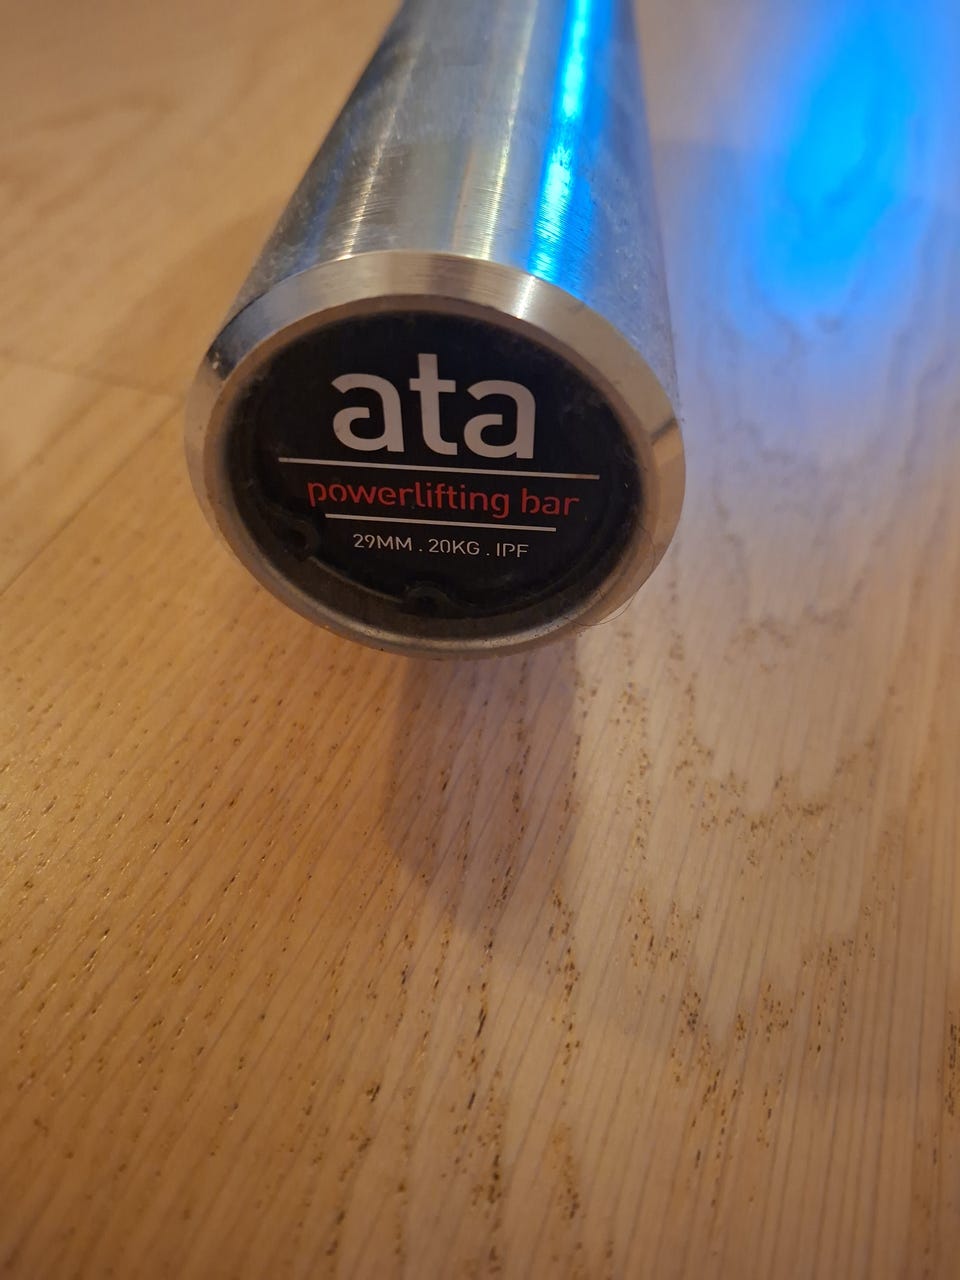 ata
powerlifting bar
29MM . 20KG . IPF